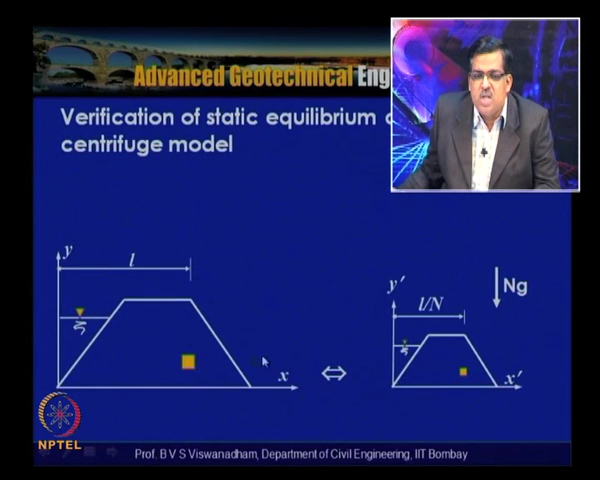 Advanced Geotechnical Eng
Verification of static equilibrium
centrifuge model
y
l
x
y′
l/N
Ng
x′
NPTEL
Prof. B V S Viswanadham, Department of Civil Engineering, IIT Bombay